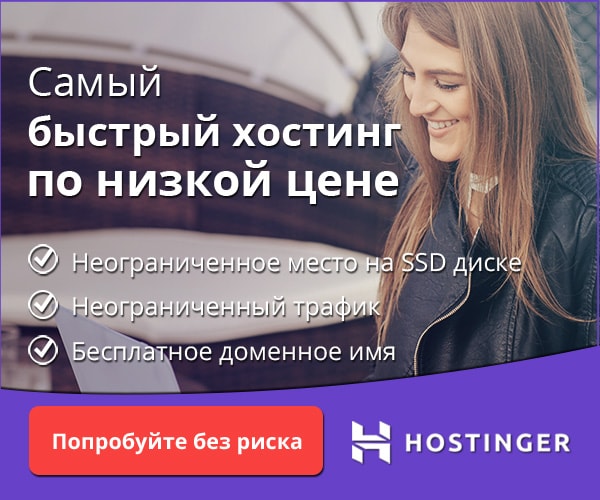 Самый
быстрый хостинг
по низкой цене
Неограниченное место на SSD диске
Неограниченный трафик
Бесплатное доменное имя
Попробуйте без риска
HOSTINGER